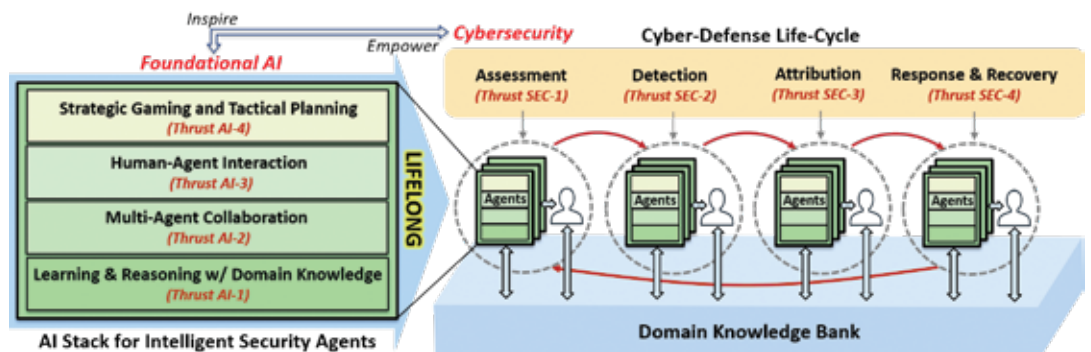 Inspire
Empower
Foundational AI
Cybersecurity
Cyber-Defense Life-Cycle
Strategic Gaming and Tactical Planning
(Thrust AI-4)
Human-Agent Interaction
(Thrust AI-3)
Multi-Agent Collaboration
(Thrust AI-2)
Learning & Reasoning w/ Domain Knowledge
(Thrust AI-1)
AI Stack for Intelligent Security Agents
LIFELONG
Assessment
(Thrust SEC-1)
Detection
(Thrust SEC-2)
Attribution
(Thrust SEC-3)
Response & Recovery
(Thrust SEC-4)
Agents
Agents
Agents
Agents
Domain Knowledge Bank